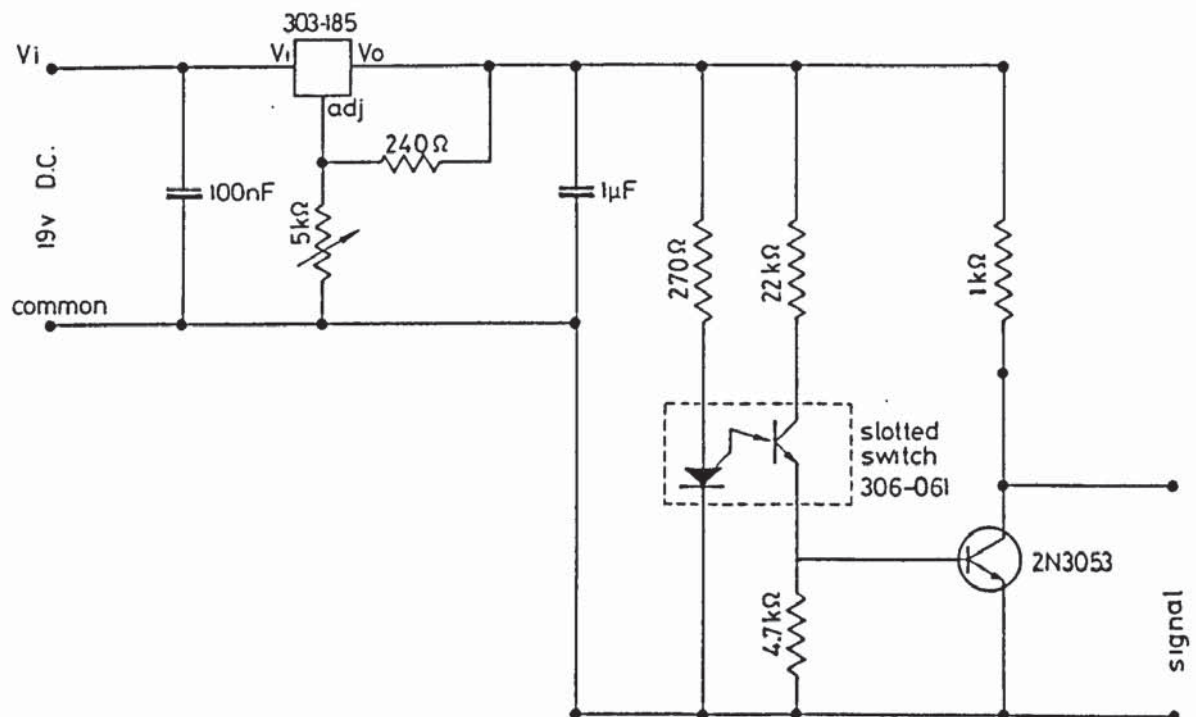 303-185
Vi
Vi
Vo
adj
240Ω
19v D.C.
100nF
5kΩ
1μF
common
270Ω
22kΩ
1kΩ
slotted
switch
306-061
2N3053
4.7kΩ
signal